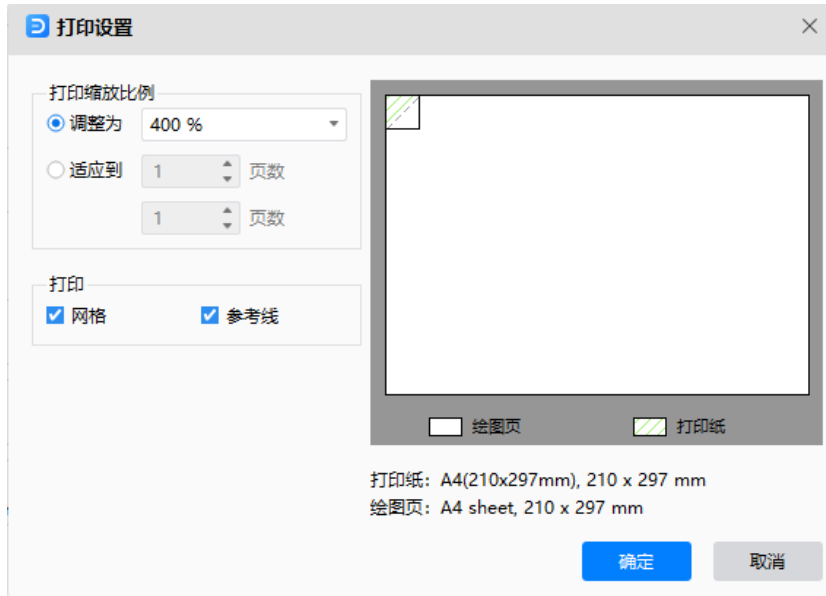 打印设置
打印缩放比例
调整为 400 %
适应到 1 页数
1 页数
打印
网格 参考线
绘图页 打印纸
打印纸：A4(210x297mm), 210 x 297 mm
绘图页：A4 sheet, 210 x 297 mm
确定 取消